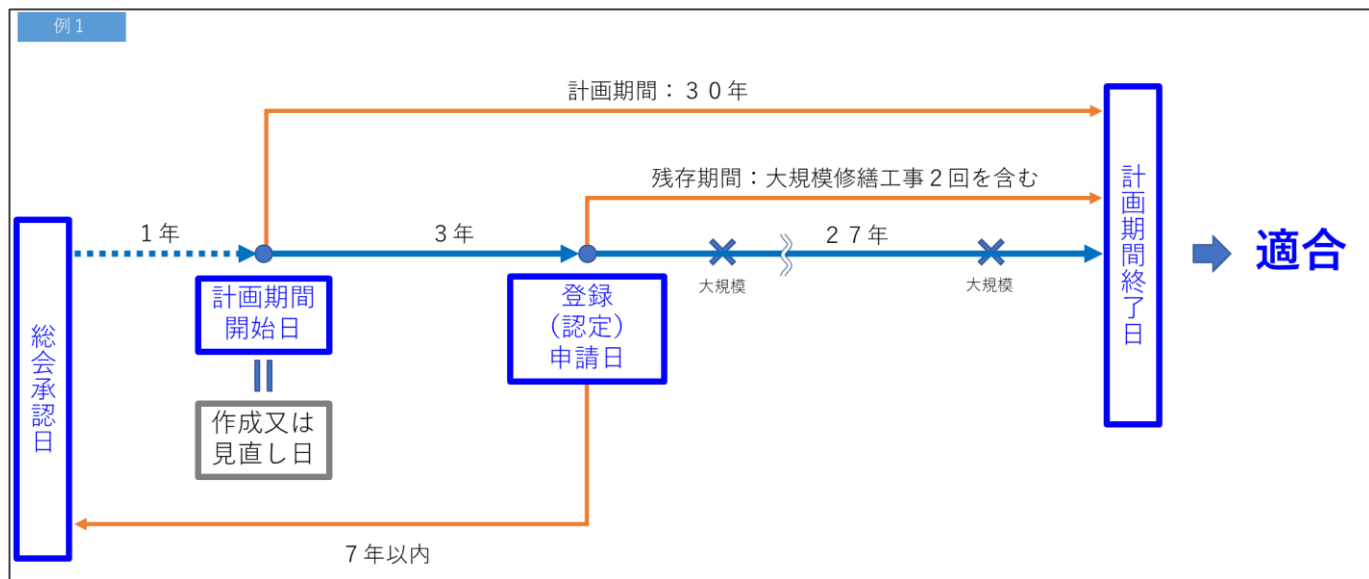 例1
計画期間：３０年
残存期間：大規模修繕工事２回を含む
1年
3年
２７年
大規模
大規模
総会承認日
計画期間
開始日
作成又は
見直し日
登録
（認定）
申請日
計画期間終了日
適合
７年以内